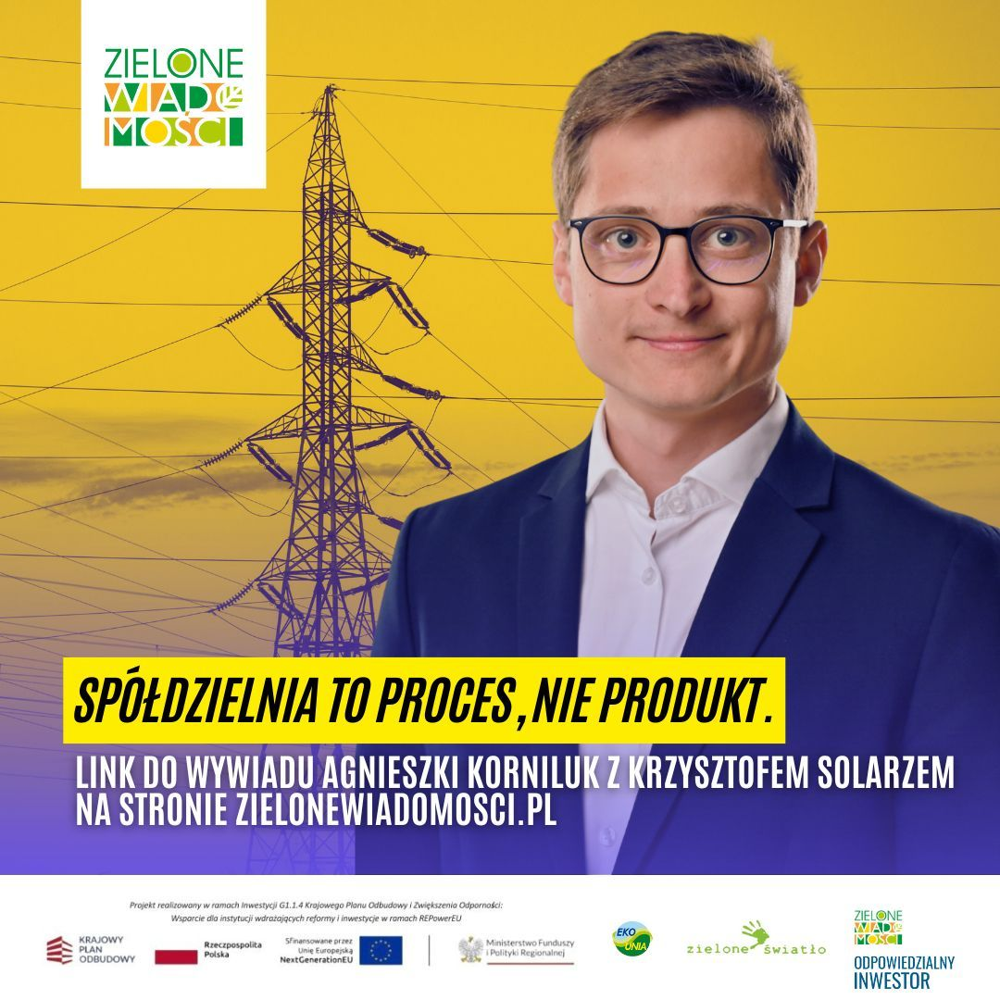 ZIELONE
WIADO
MOŚCI
SPÓŁDZIELNIA TO PROCES, NIE PRODUKT.
LINK DO WYWIADU AGNIESZKI KORNILUK Z KRZYSZTOFEM SOLARZEM
NA STRONIE ZIELONEWIADOMOSCI.PL
Projekt realizowany w ramach Inwestycji G1.1.4 Krajowego Planu Odbudowy i Zwiększenia Odporności:
Wsparcie dla instytucji wdrażających reformy i inwestycje w ramach REPowerEU
KRAJOWY
PLAN
ODBUDOWY
Rzeczpospolita
Polska
Sfinansowane przez
Unię Europejską
NextGenerationEU
Ministerstwo Funduszy
i Polityki Regionalnej
EKO
UNIA
zielone światło
ZIELONE
WIADO
MOŚCI
ODPOWIEDZIALNY
INWESTOR